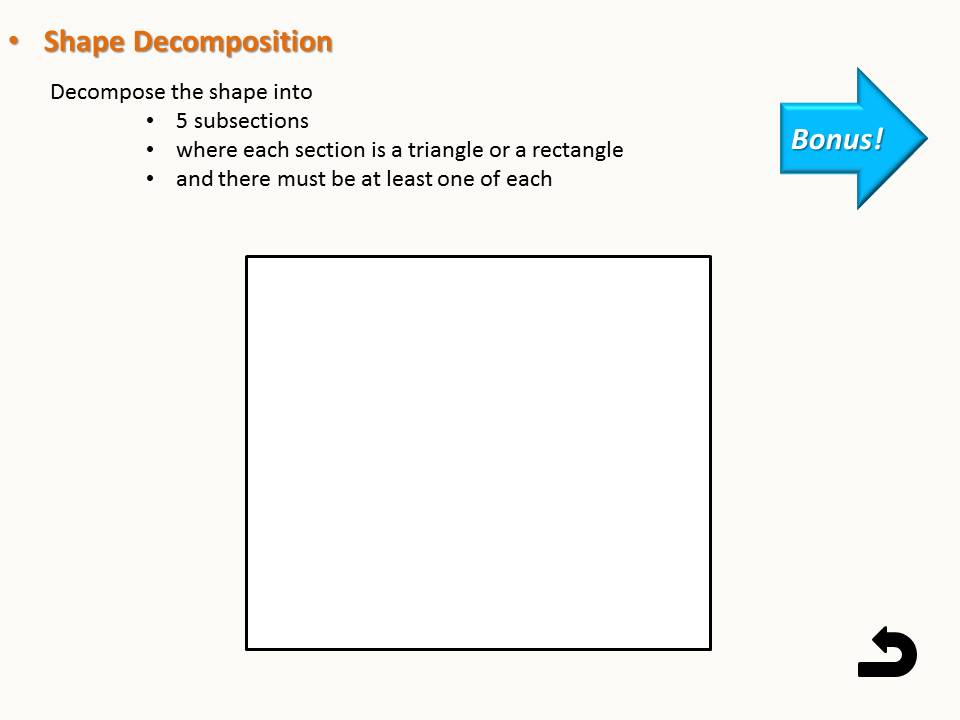 • Shape Decomposition
Decompose the shape into
• 5 subsections
• where each section is a triangle or a rectangle
• and there must be at least one of each
Bonus!